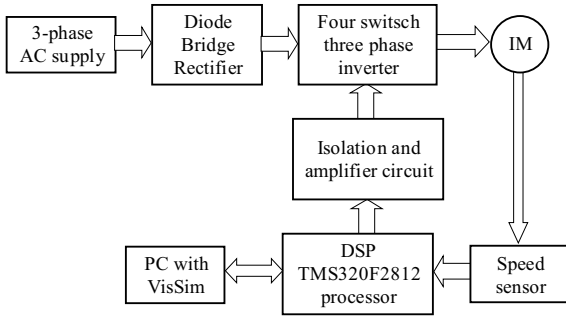 3-phase
AC supply
Diode
Bridge
Rectifier
Four switsch
three phase
inverter
IM
Isolation and
amplifier circuit
PC with
VisSim
DSP
TMS320F2812
processor
Speed
sensor